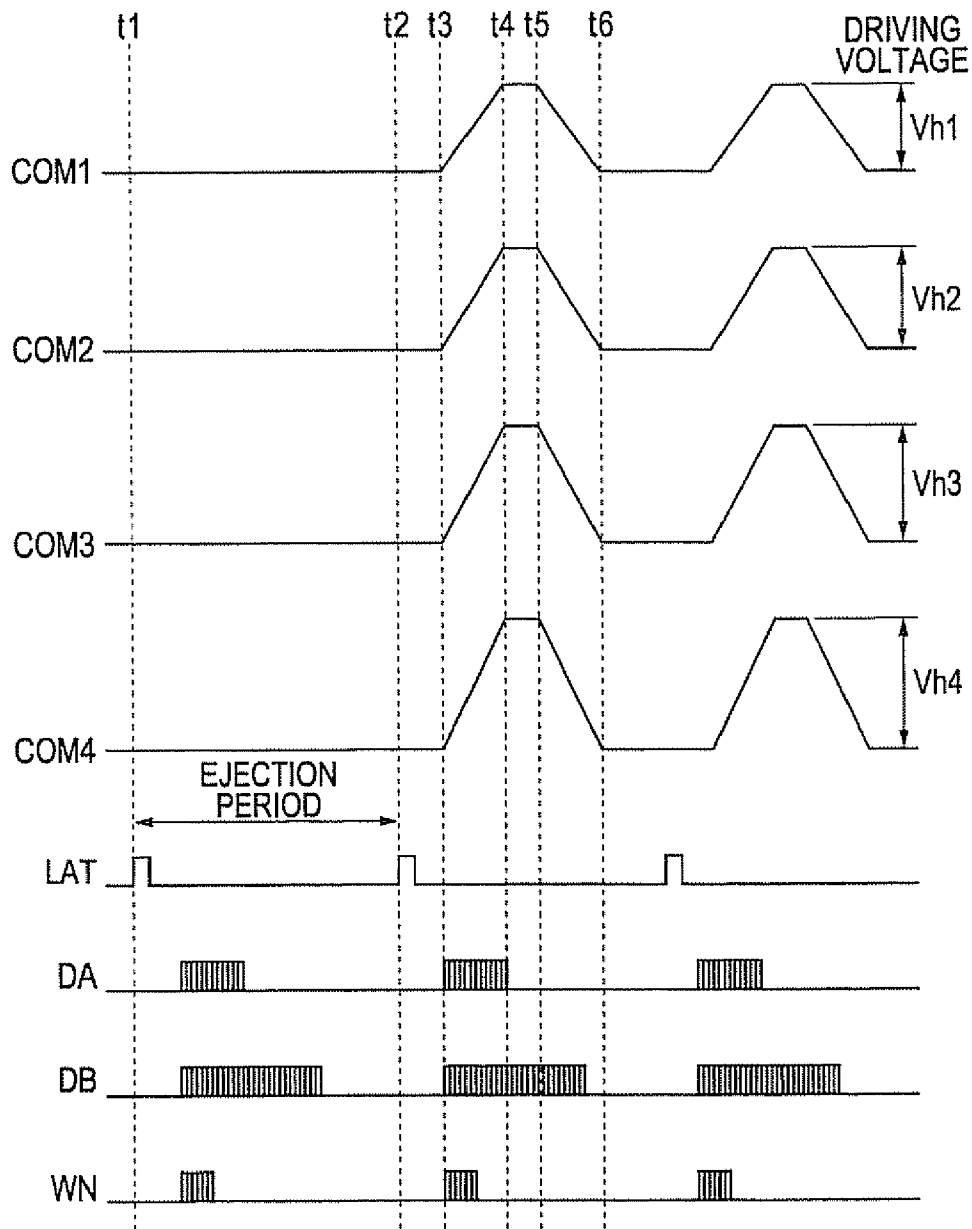 t1 t2 t3 t4 t5 t6
DRIVING
VOLTAGE
COM1
Vh1
COM2
Vh2
COM3
Vh3
COM4
Vh4
EJECTION
PERIOD
LAT
DA
DB
WN